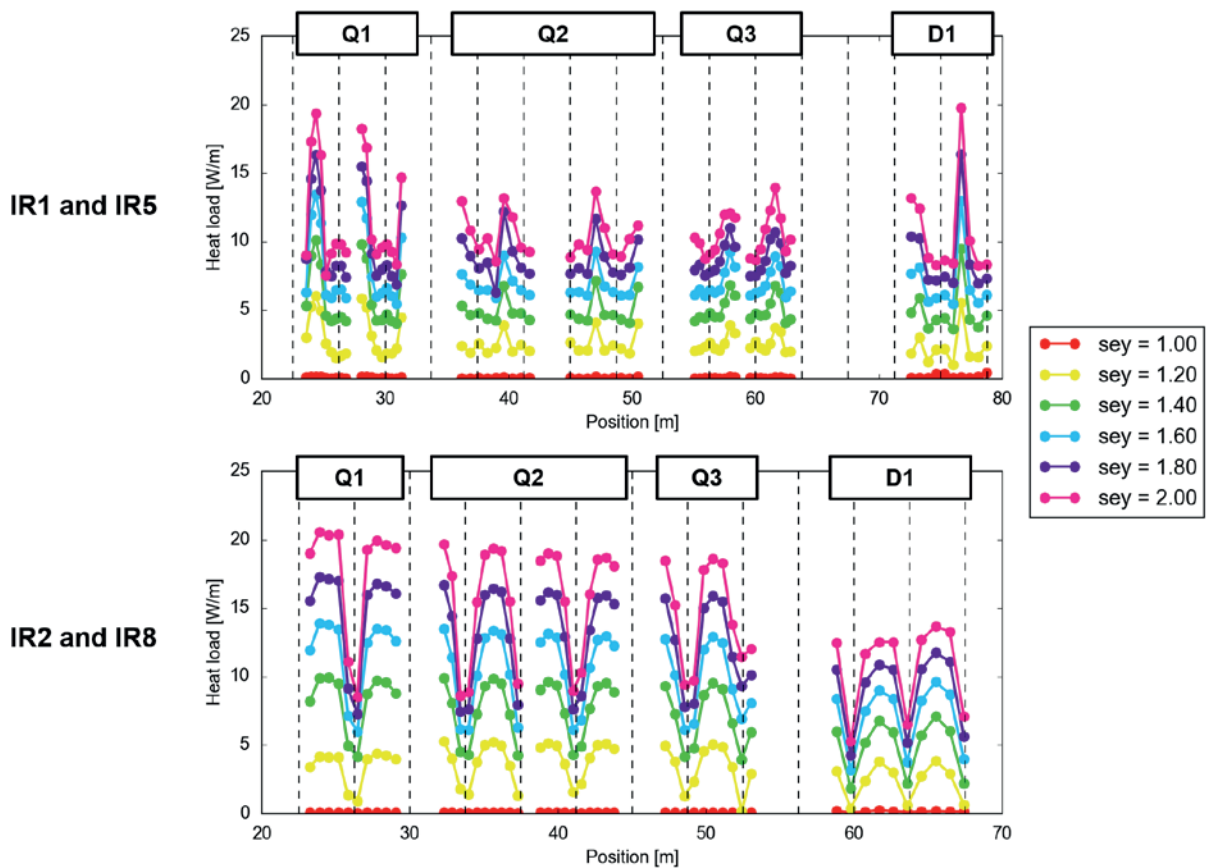 Q1 Q2 Q3 D1
25
20
15
10
5
0
Heat load [W/m]
20 30 40 50 60 70 80
Position [m]
IR1 and IR5
sey = 1.00
sey = 1.20
sey = 1.40
sey = 1.60
sey = 1.80
sey = 2.00
Q1 Q2 Q3 D1
25
20
15
10
5
0
Heat load [W/m]
20 30 40 50 60 70
Position [m]
IR2 and IR8